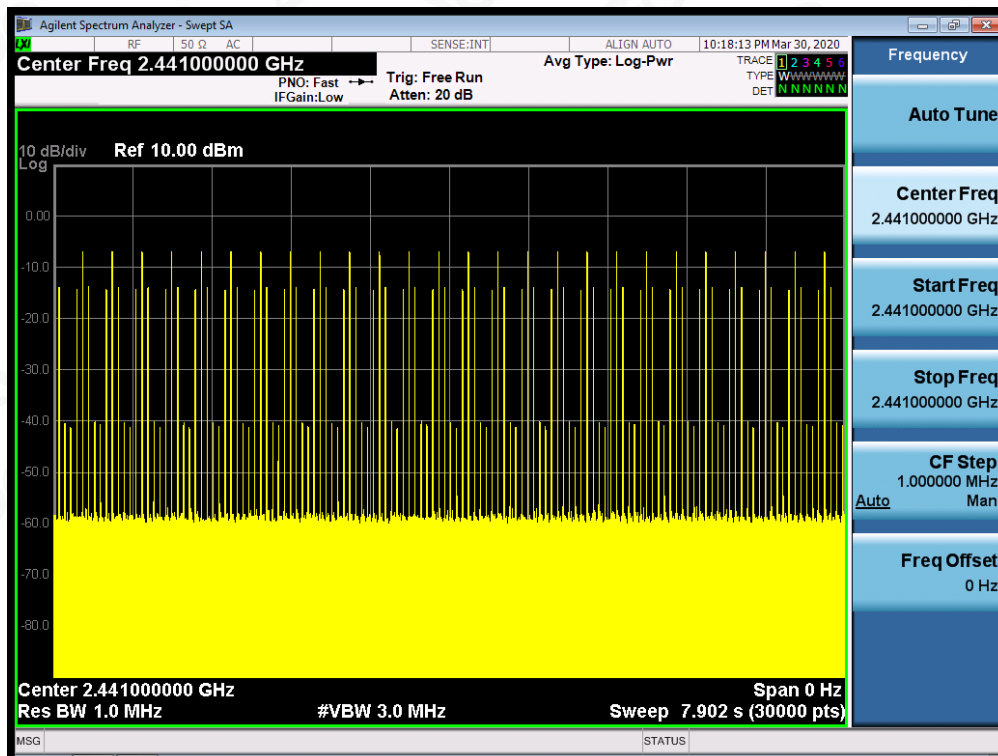 Agilent Spectrum Analyzer - Swept SA
LXI RF 50 Ω AC SENSE:INT ALIGN AUTO 10:18:13 PM Mar 30, 2020
Center Freq 2.441000000 GHz Avg Type: Log-Pwr TRACE 1 2 3 4 5 6
PNO: Fast Trig: Free Run TYPE W
IFGain:Low Atten: 20 dB DET N N N N N N
10 dB/div Ref 10.00 dBm
Log
0.00
-10.0
-20.0
-30.0
-40.0
-50.0
-60.0
-70.0
-80.0
Center 2.441000000 GHz Span 0 Hz
Res BW 1.0 MHz #VBW 3.0 MHz Sweep 7.902 s (30000 pts)
MSG STATUS
Frequency
Auto Tune
Center Freq
2.441000000 GHz
Start Freq
2.441000000 GHz
Stop Freq
2.441000000 GHz
CF Step
1.000000 MHz
Auto Man
Freq Offset
0 Hz